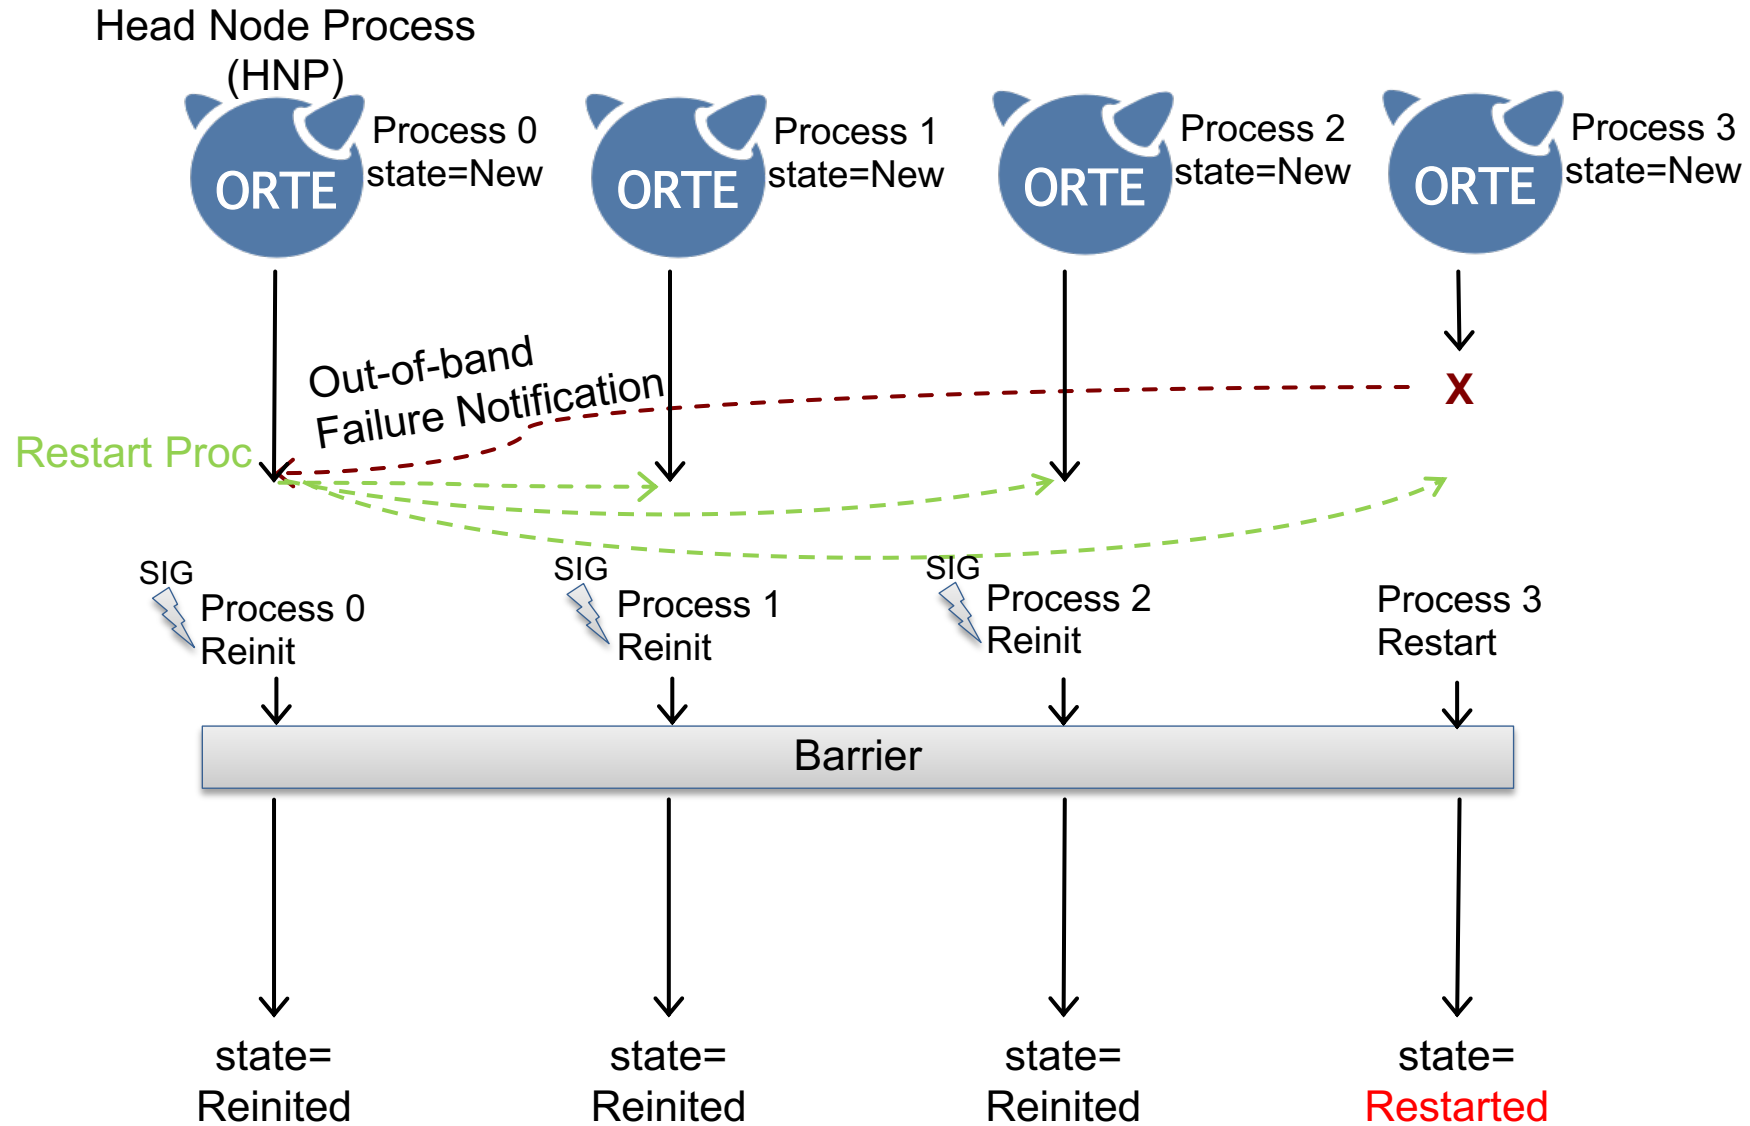 Head Node Process
(HNP)
ORTE
Process 0
state=New
ORTE
Process 1
state=New
ORTE
Process 2
state=New
ORTE
Process 3
state=New
Out-of-band
Failure Notification
X
Restart Proc
SIG
Process 0
Reinit
SIG
Process 1
Reinit
SIG
Process 2
Reinit
Process 3
Restart
Barrier
state=
Reinited
state=
Reinited
state=
Reinited
state=
Restarted